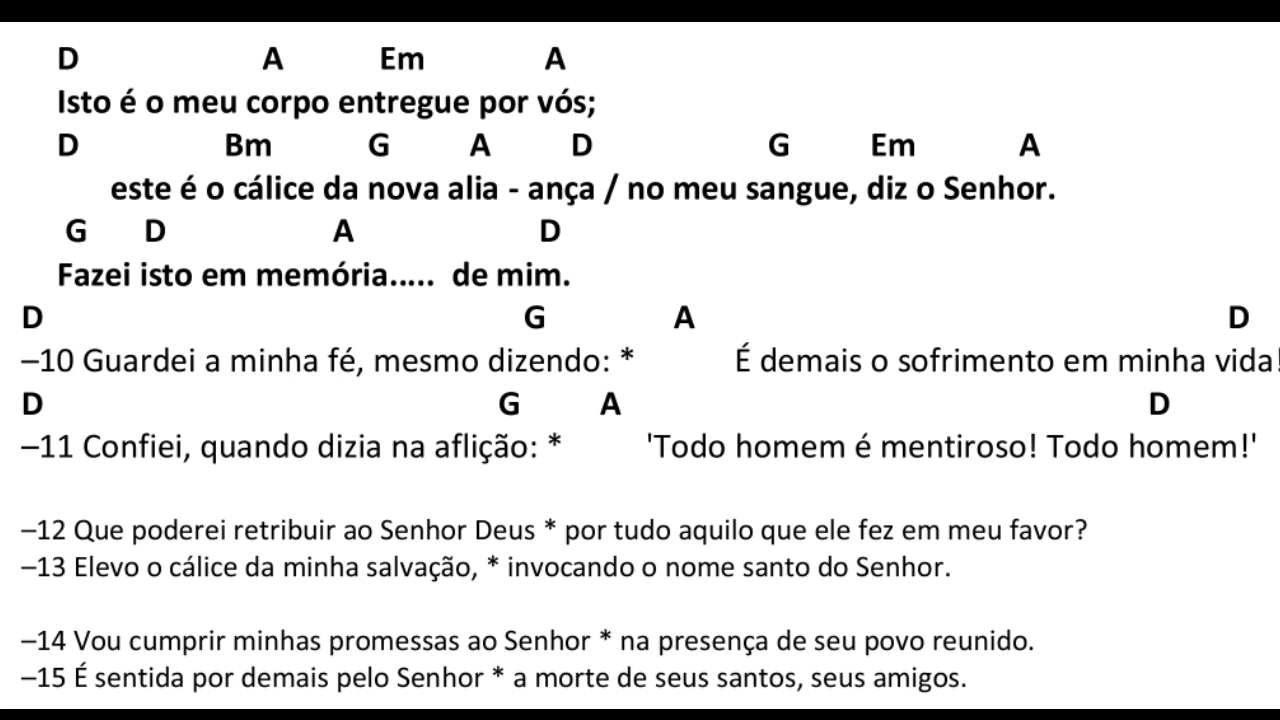 D A Em A
Isto é o meu corpo entregue por vós;
D Bm G A D G Em A
este é o cálice da nova alia - ança / no meu sangue, diz o Senhor.
G D A D
Fazei isto em memória..... de mim.
D G A D
–10 Guardei a minha fé, mesmo dizendo: * É demais o sofrimento em minha vida!
D G A D
–11 Confiei, quando dizia na aflição: * 'Todo homem é mentiroso! Todo homem!'
–12 Que poderei retribuir ao Senhor Deus * por tudo aquilo que ele fez em meu favor?
–13 Elevo o cálice da minha salvação, * invocando o nome santo do Senhor.
–14 Vou cumprir minhas promessas ao Senhor * na presença de seu povo reunido.
–15 É sentida por demais pelo Senhor * a morte de seus santos, seus amigos.